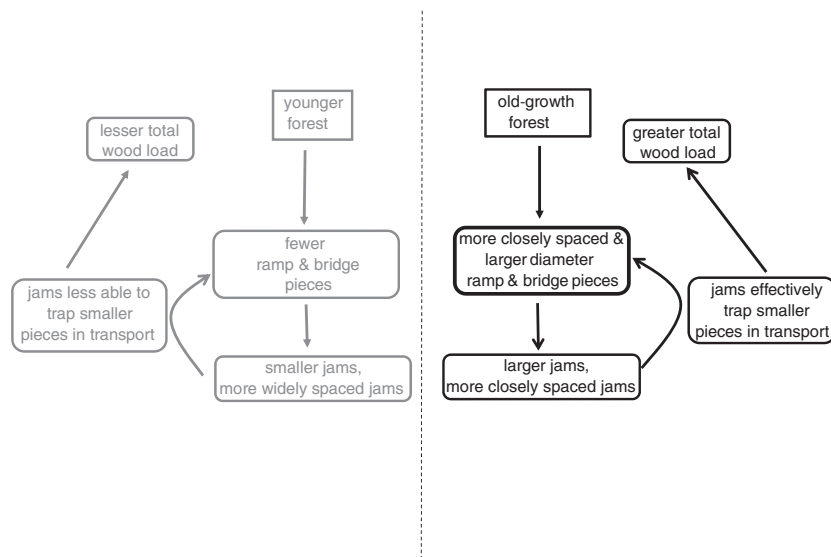 younger
forest
lesser total
wood load
fewer
ramp & bridge
pieces
jams less able to
trap smaller
pieces in transport
smaller jams,
more widely spaced jams
old-growth
forest
greater total
wood load
more closely spaced &
larger diameter
ramp & bridge pieces
jams effectively
trap smaller
pieces in transport
larger jams,
more closely spaced jams